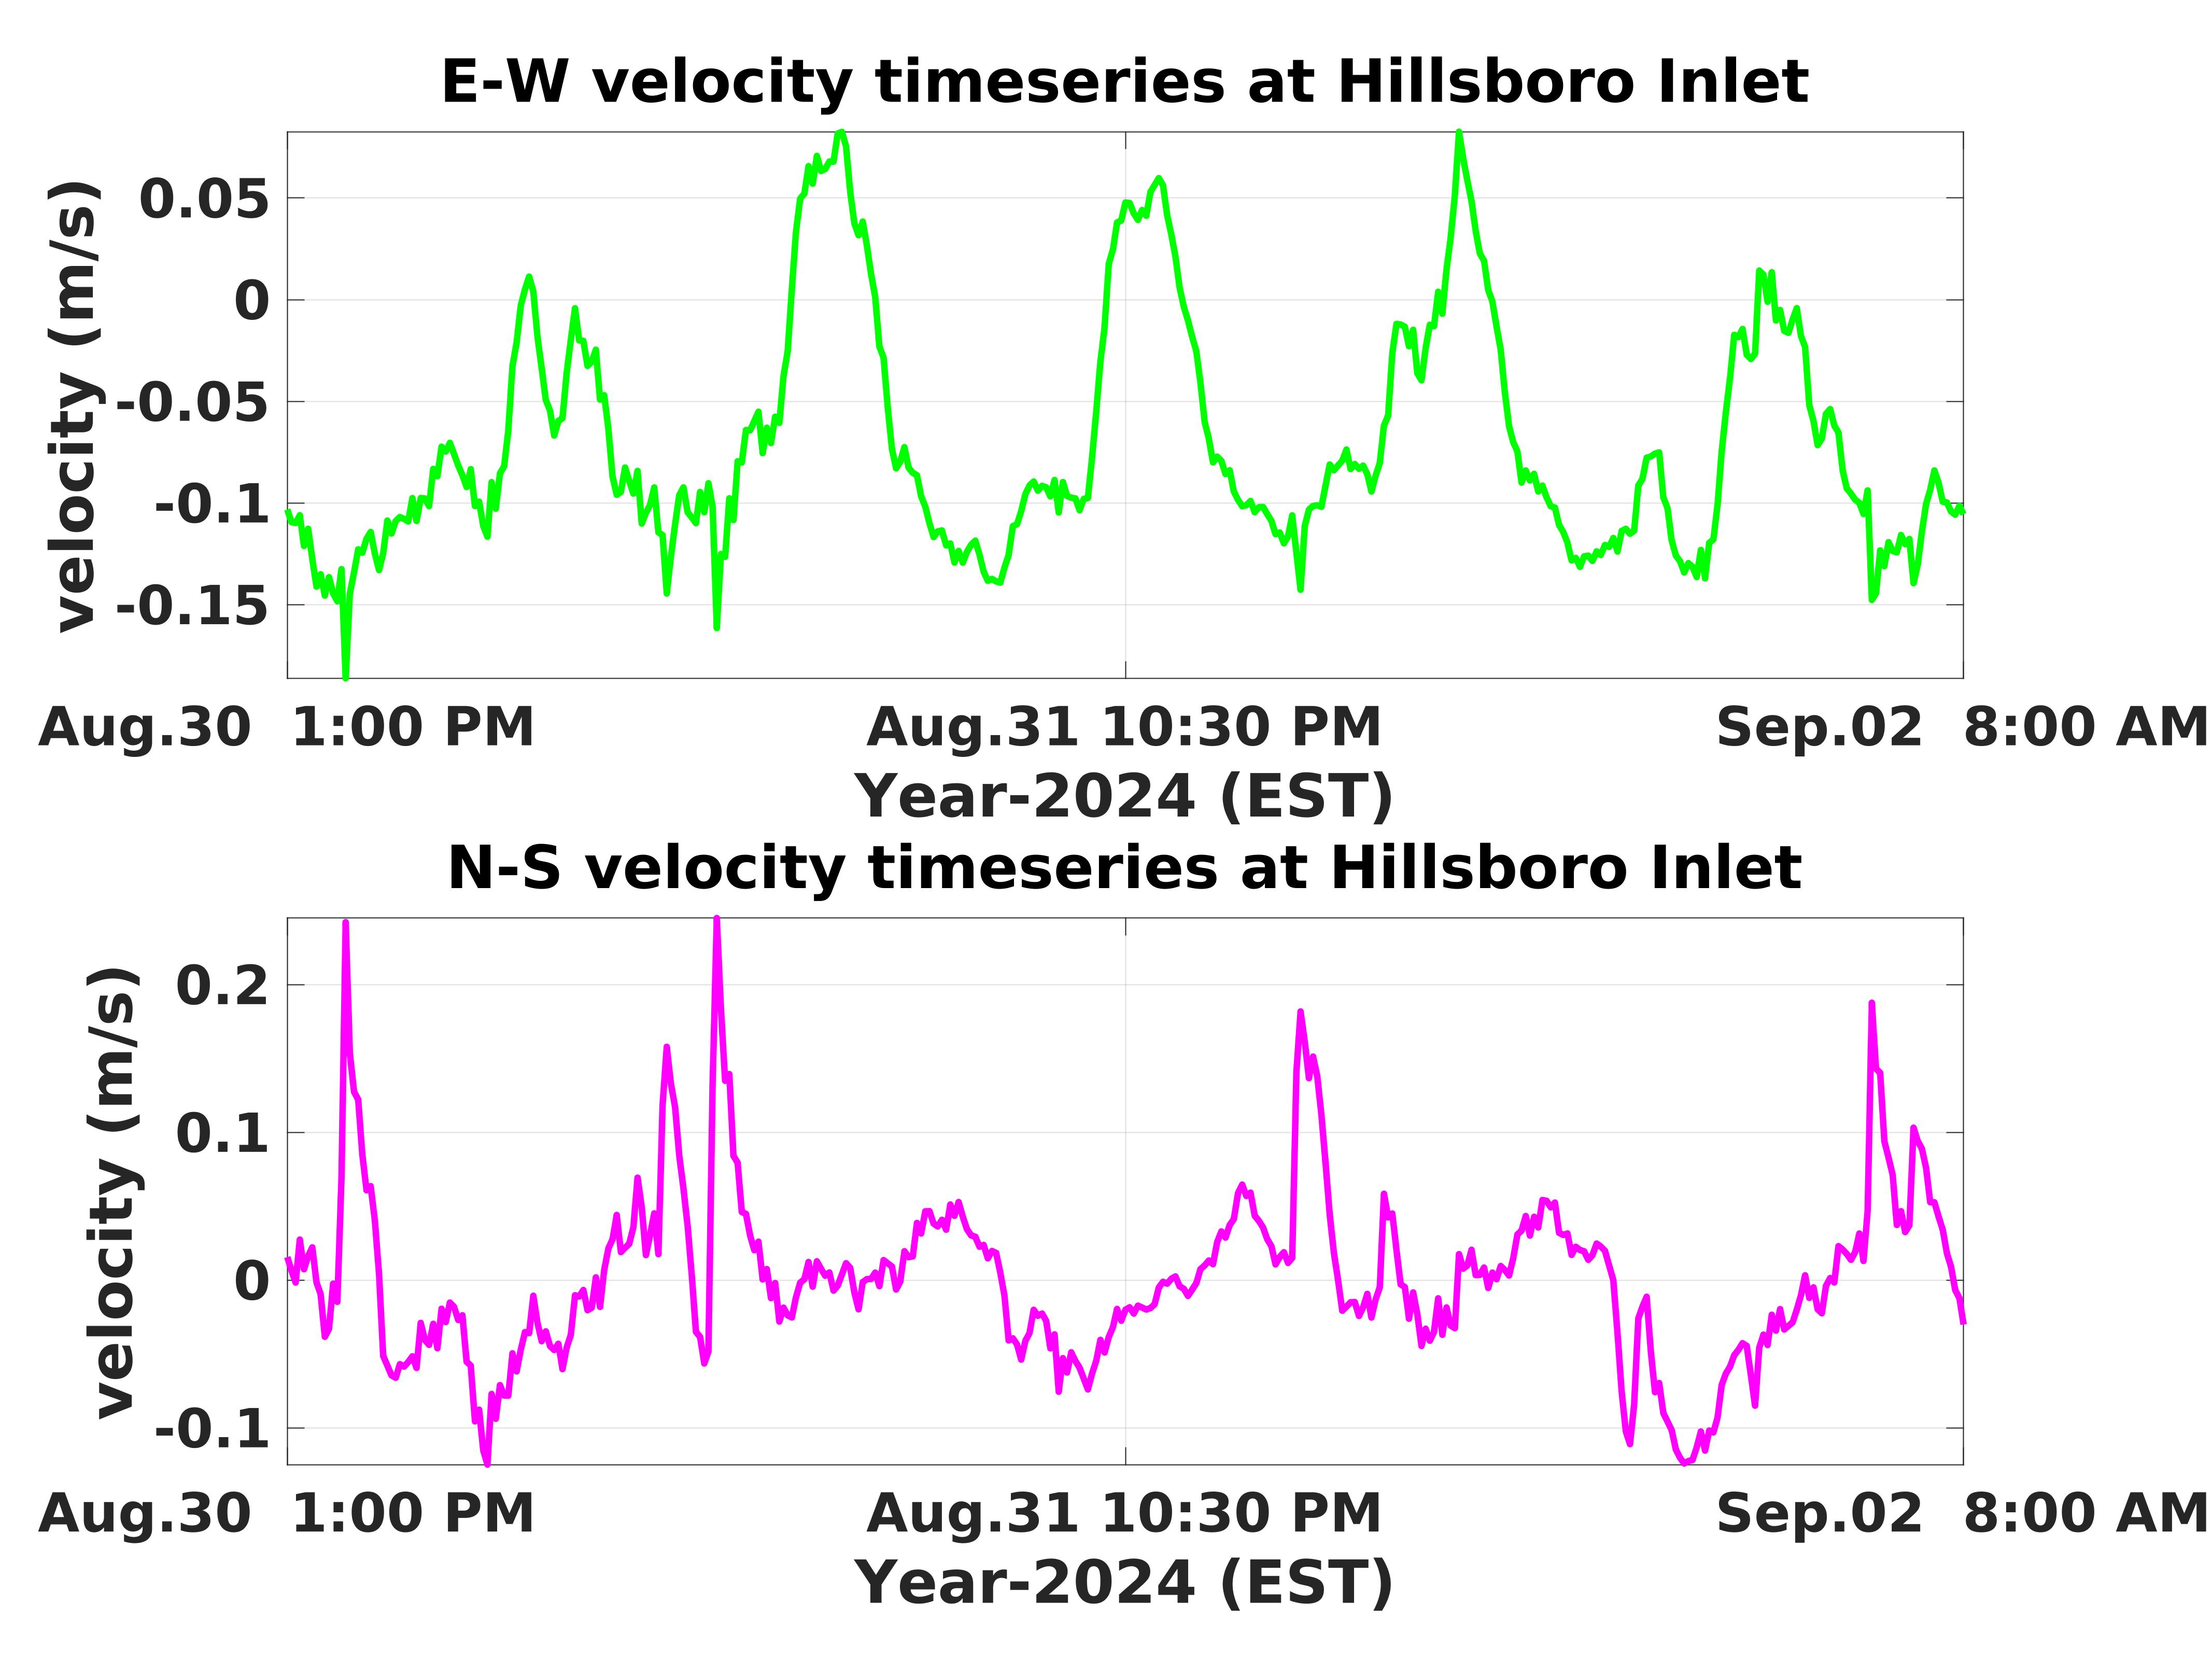 E-W velocity timeseries at Hillsboro Inlet
velocity (m/s)
0.05
0
-0.05
-0.1
-0.15
Aug.30 1:00 PM Aug.31 10:30 PM Sep.02 8:00 AM
Year-2024 (EST)
N-S velocity timeseries at Hillsboro Inlet
velocity (m/s)
0.2
0.1
0
-0.1
Aug.30 1:00 PM Aug.31 10:30 PM Sep.02 8:00 AM
Year-2024 (EST)